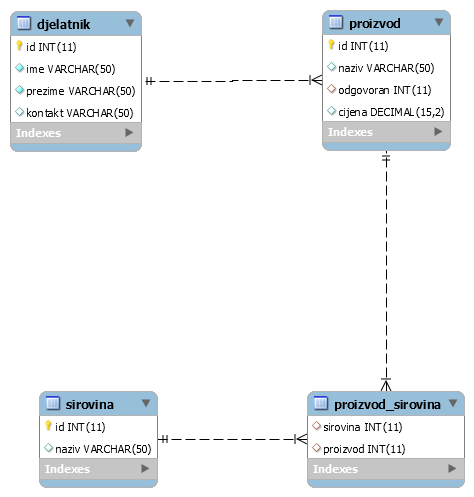 djelatnik
id INT(11)
ime VARCHAR(50)
prezime VARCHAR(50)
kontakt VARCHAR(50)
Indexes
proizvod
id INT(11)
naziv VARCHAR(50)
odgovoran INT(11)
cijena DECIMAL(15,2)
Indexes
sirovina
id INT(11)
naziv VARCHAR(50)
Indexes
proizvod_sirovina
sirovina INT(11)
proizvod INT(11)
Indexes